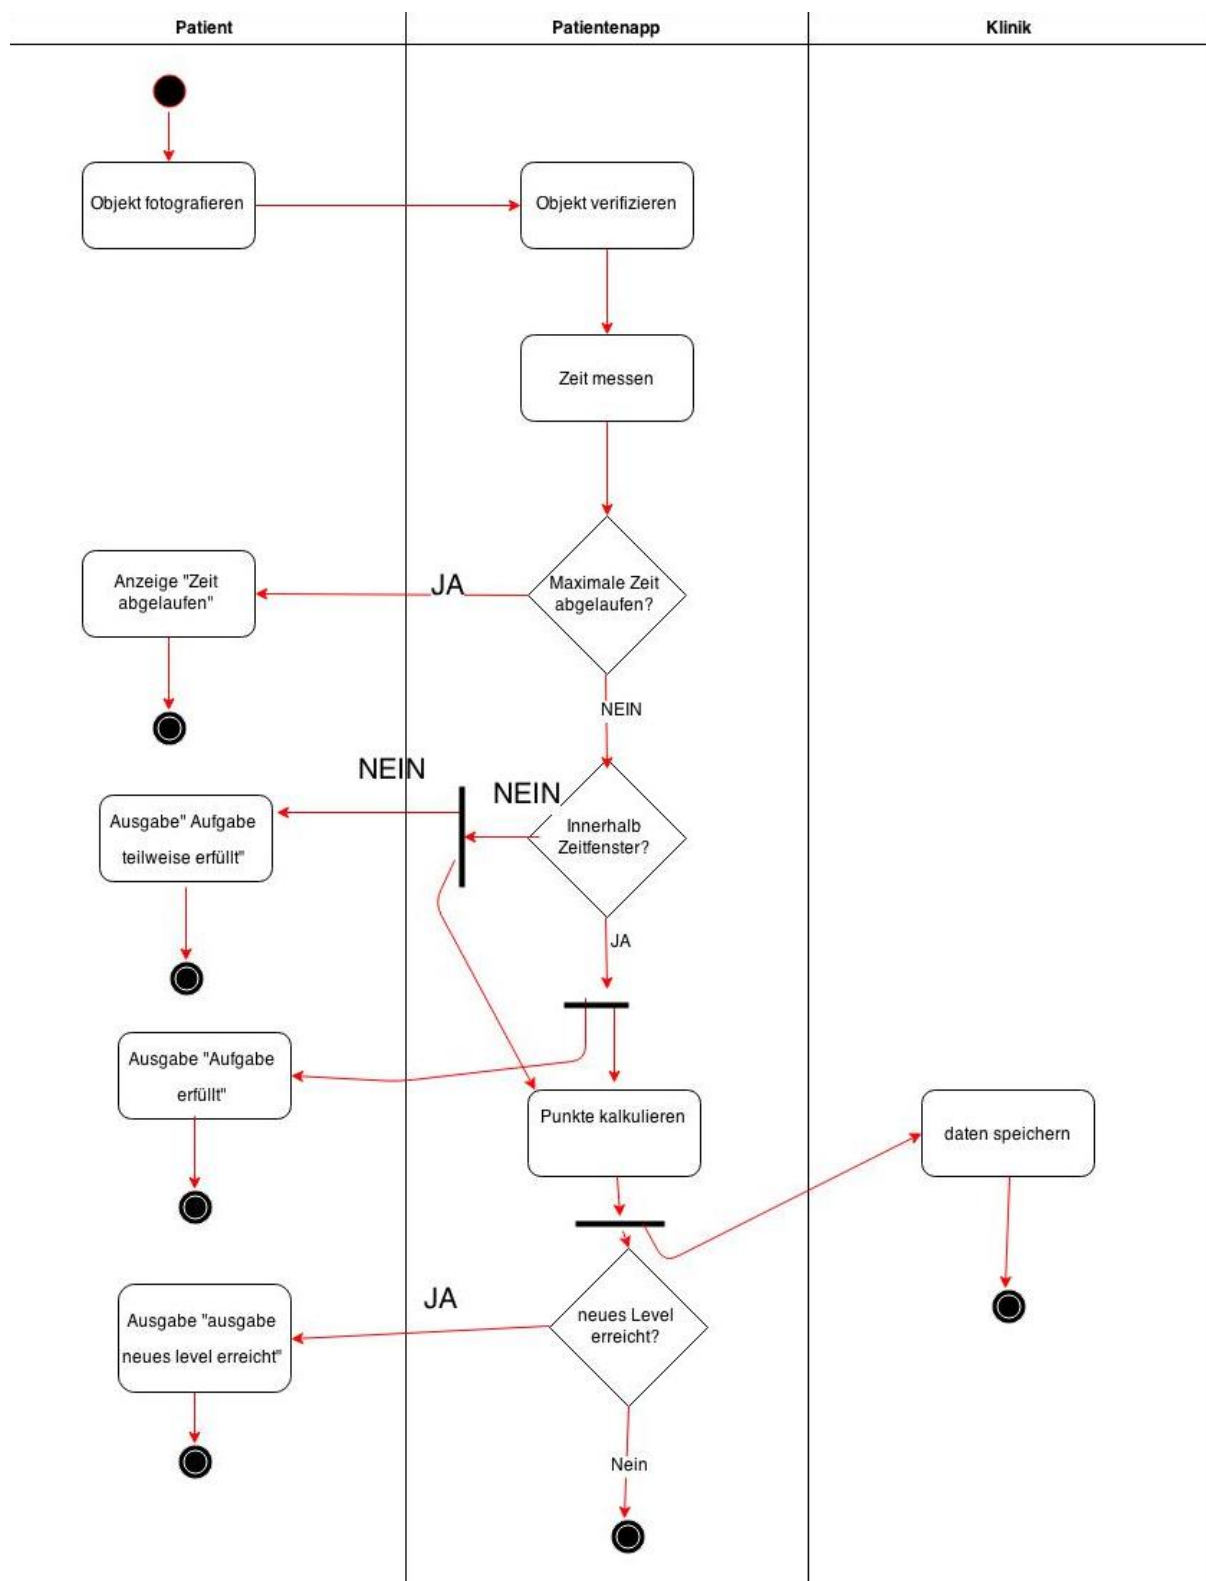 Patient
Patientenapp
Klinik
Objekt fotografieren
Objekt verifizieren
Zeit messen
Anzeige "Zeit
abgelaufen"
JA
Maximale Zeit
abgelaufen?
NEIN
NEIN
NEIN
Ausgabe" Aufgabe
teilweise erfüllt"
Innerhalb
Zeitfenster?
JA
Ausgabe "Aufgabe
erfüllt"
Punkte kalkulieren
daten speichern
JA
Ausgabe "ausgabe
neues level erreicht"
neues Level
erreicht?
Nein